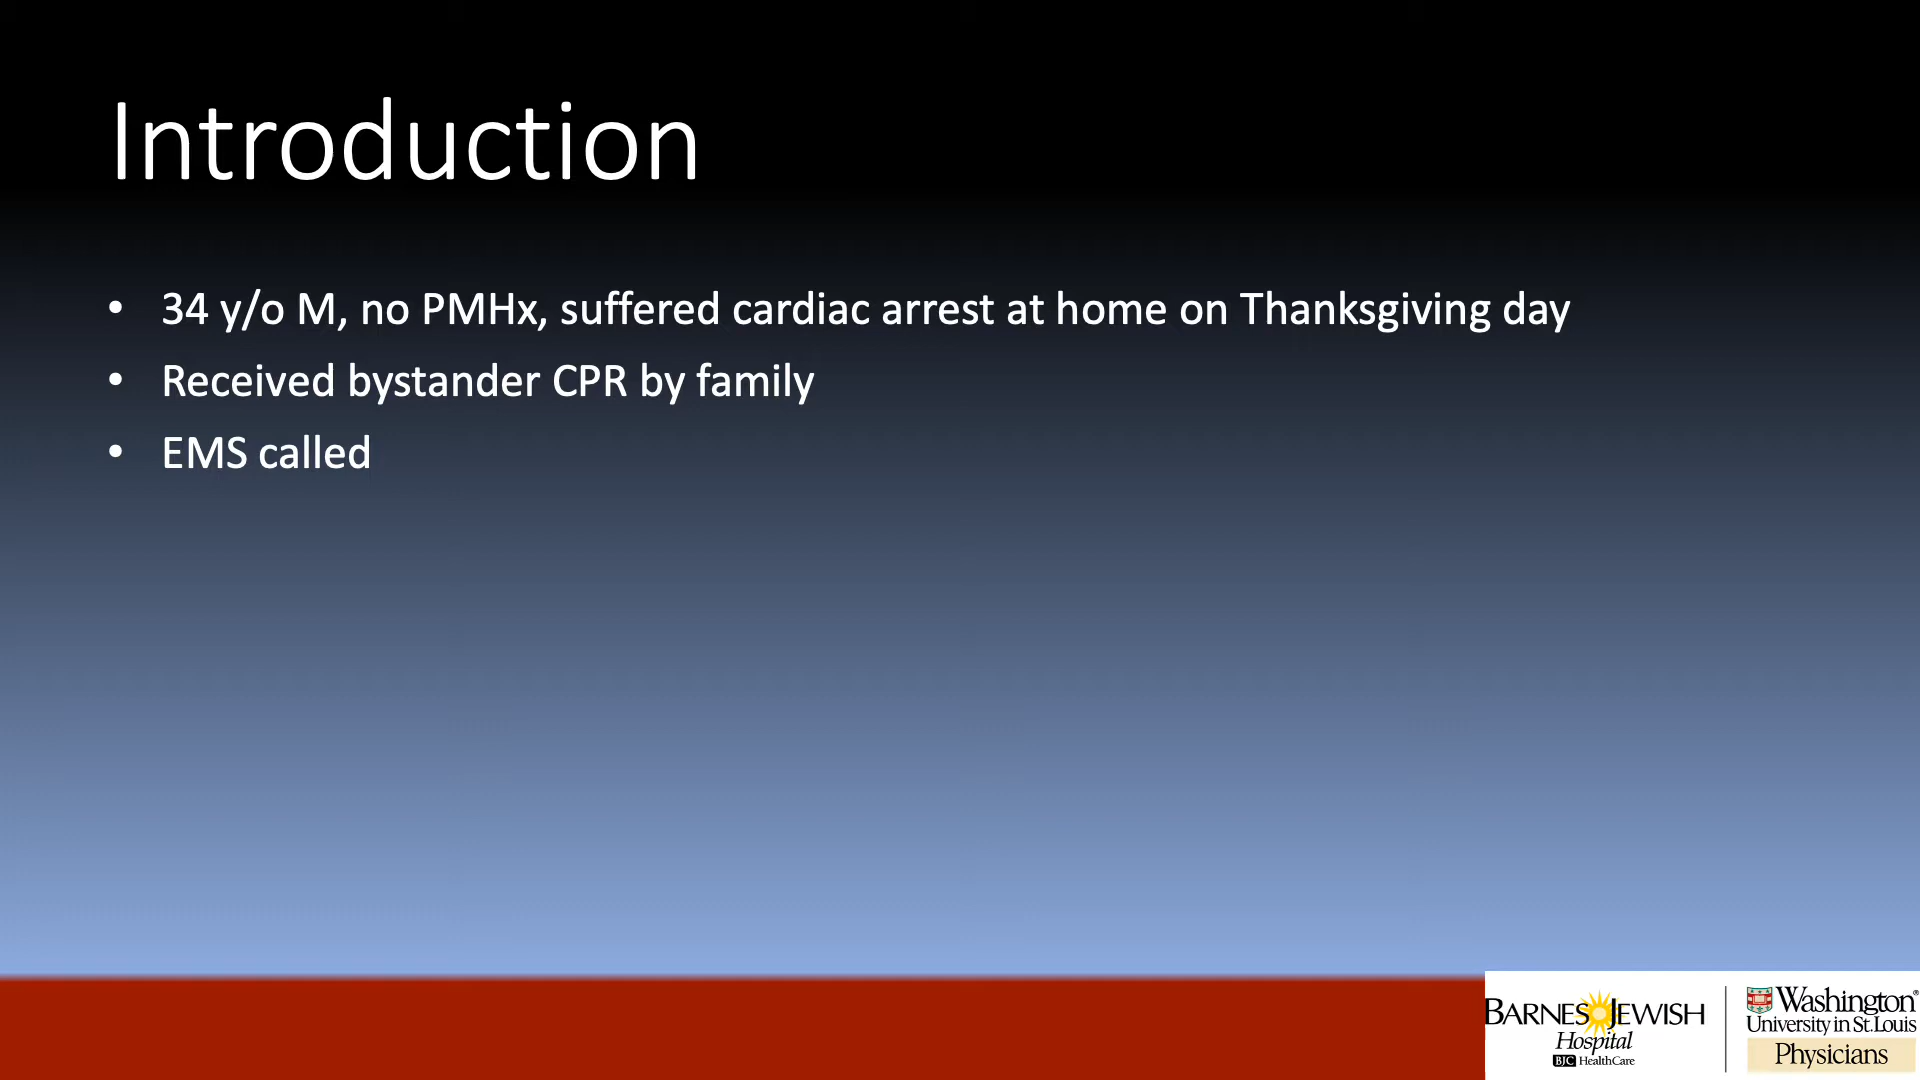 Introduction
• 34 y/o M, no PMHx, suffered cardiac arrest at home on Thanksgiving day
• Received bystander CPR by family
• EMS called
BARNES JEWISH
Hospital
BJC HealthCare
Washington®
University in St. Louis
Physicians